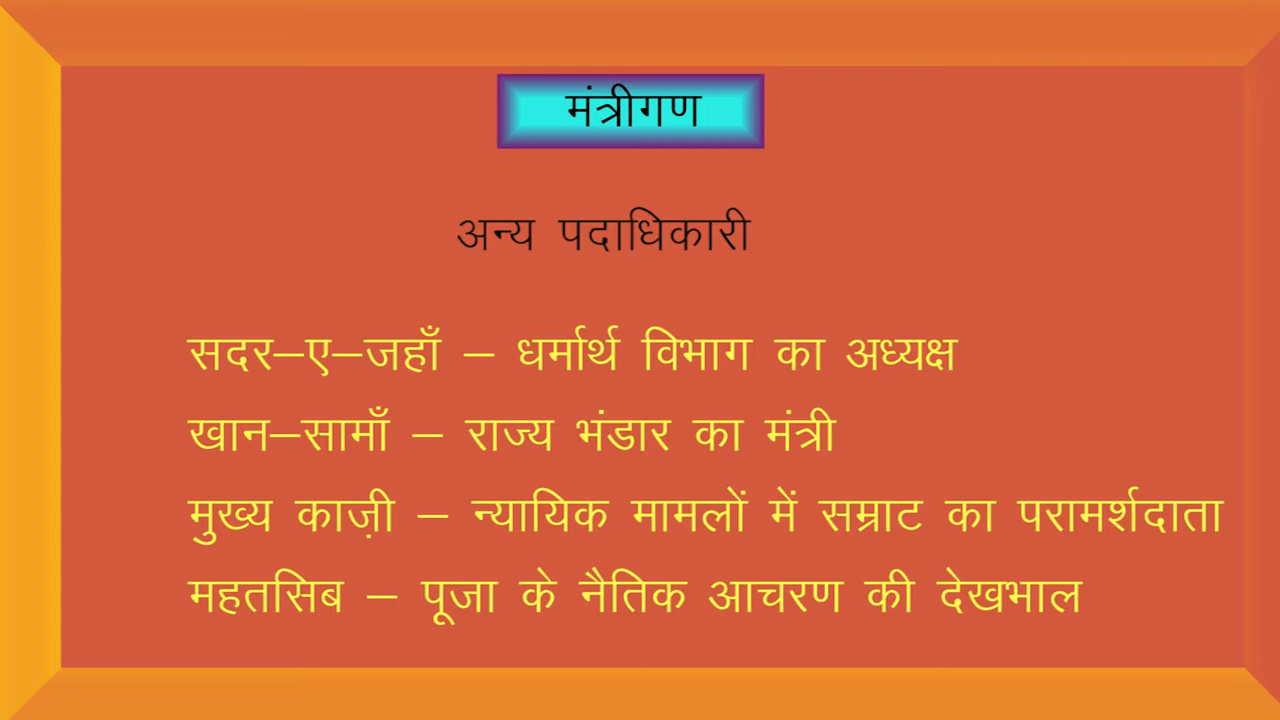 मंत्रीगण
अन्य पदाधिकारी
सदर–ए–जहाँ – धर्मार्थ विभाग का अध्यक्ष
खान–सामाँ – राज्य भंडार का मंत्री
मुख्य काज़ी – न्यायिक मामलों में सम्राट का परामर्शदाता
महतसिब – पूजा के नैतिक आचरण की देखभाल